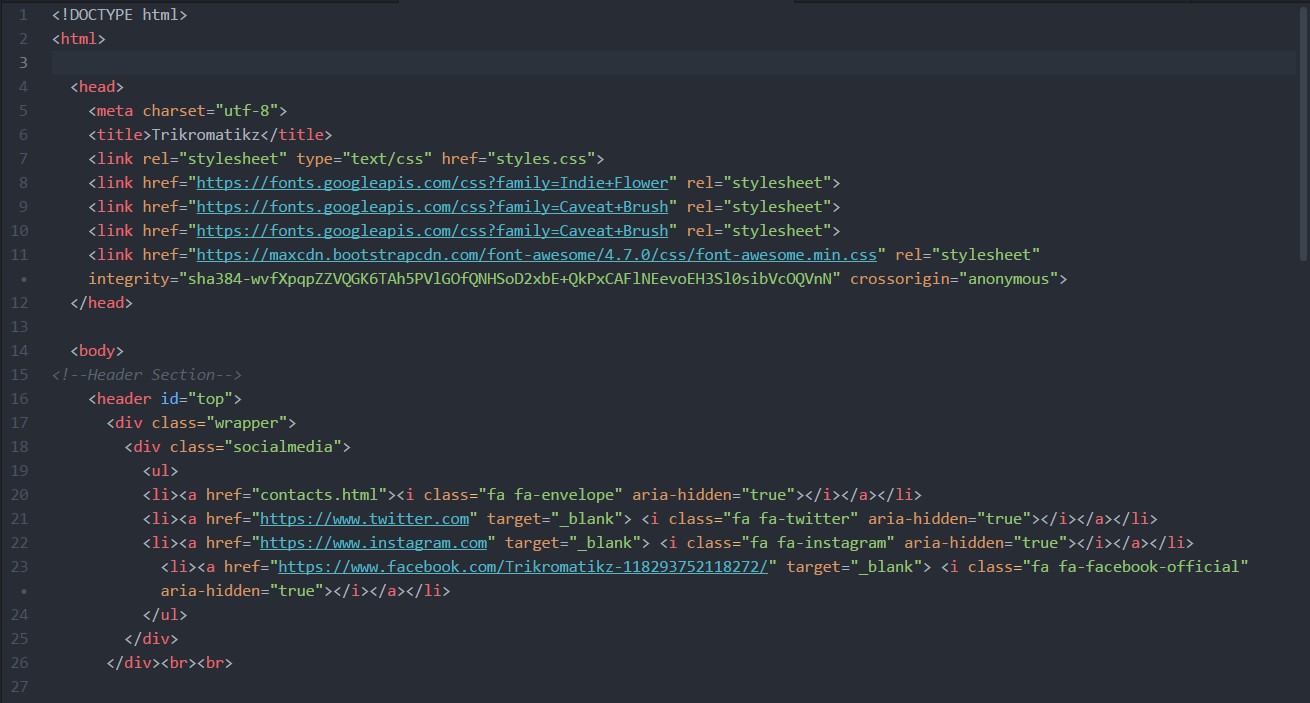 1 <!DOCTYPE html>
2 <html>
3
4 <head>
5 <meta charset="utf-8">
6 <title>Trikromatikz</title>
7 <link rel="stylesheet" type="text/css" href="styles.css">
8 <link href="https://fonts.googleapis.com/css?family=Indie+Flower" rel="stylesheet">
9 <link href="https://fonts.googleapis.com/css?family=Caveat+Brush" rel="stylesheet">
10 <link href="https://fonts.googleapis.com/css?family=Caveat+Brush" rel="stylesheet">
11 <link href="https://maxcdn.bootstrapcdn.com/font-awesome/4.7.0/css/font-awesome.min.css" rel="stylesheet"
• integrity="sha384-wvfXpqpZZVQGK6TAh5PVlGOfQNHSoD2xbE+QkPxCAFlNEevoEH3Sl0sibVcOQVnN" crossorigin="anonymous">
12 </head>
13
14 <body>
15 <!--Header Section-->
16 <header id="top">
17 <div class="wrapper">
18 <div class="socialmedia">
19 <ul>
20 <li><a href="contacts.html"><i class="fa fa-envelope" aria-hidden="true"></i></a></li>
21 <li><a href="https://www.twitter.com" target="_blank"> <i class="fa fa-twitter" aria-hidden="true"></i></a></li>
22 <li><a href="https://www.instagram.com" target="_blank"> <i class="fa fa-instagram" aria-hidden="true"></i></a></li>
23 <li><a href="https://www.facebook.com/Trikromatikz-118293752118272/" target="_blank"> <i class="fa fa-facebook-official"
• aria-hidden="true"></i></a></li>
24 </ul>
25 </div>
26 </div><br><br>
27